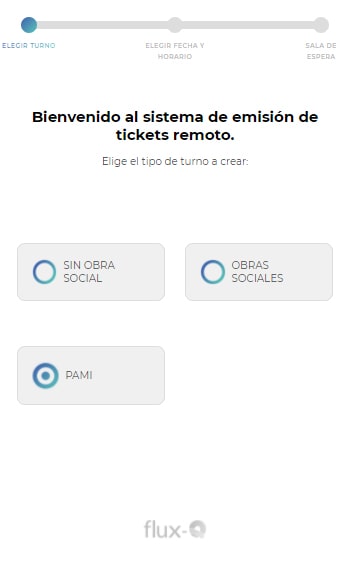 ELEGIR TURNO
ELEGIR FECHA Y
HORARIO
SALA DE
ESPERA
Bienvenido al sistema de emisión de
tickets remoto.
Elige el tipo de turno a crear:
SIN OBRA
SOCIAL
OBRAS
SOCIALES
PAMI
flux-Q